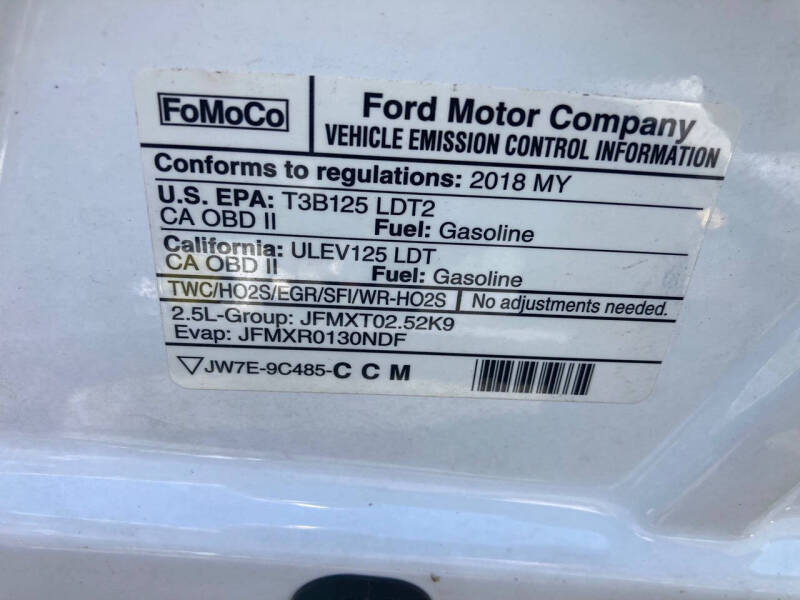 FoMoCo
Ford Motor Company
VEHICLE EMISSION CONTROL INFORMATION
Conforms to regulations: 2018 MY
U.S. EPA: T3B125 LDT2
CA OBD II Fuel: Gasoline
California: ULEV125 LDT
CA OBD II Fuel: Gasoline
TWC/HO2S/EGR/SFI/WR-HO2S No adjustments needed.
2.5L-Group: JFMXT02.52K9
Evap: JFMXR0130NDF
JW7E-9C485-C C M